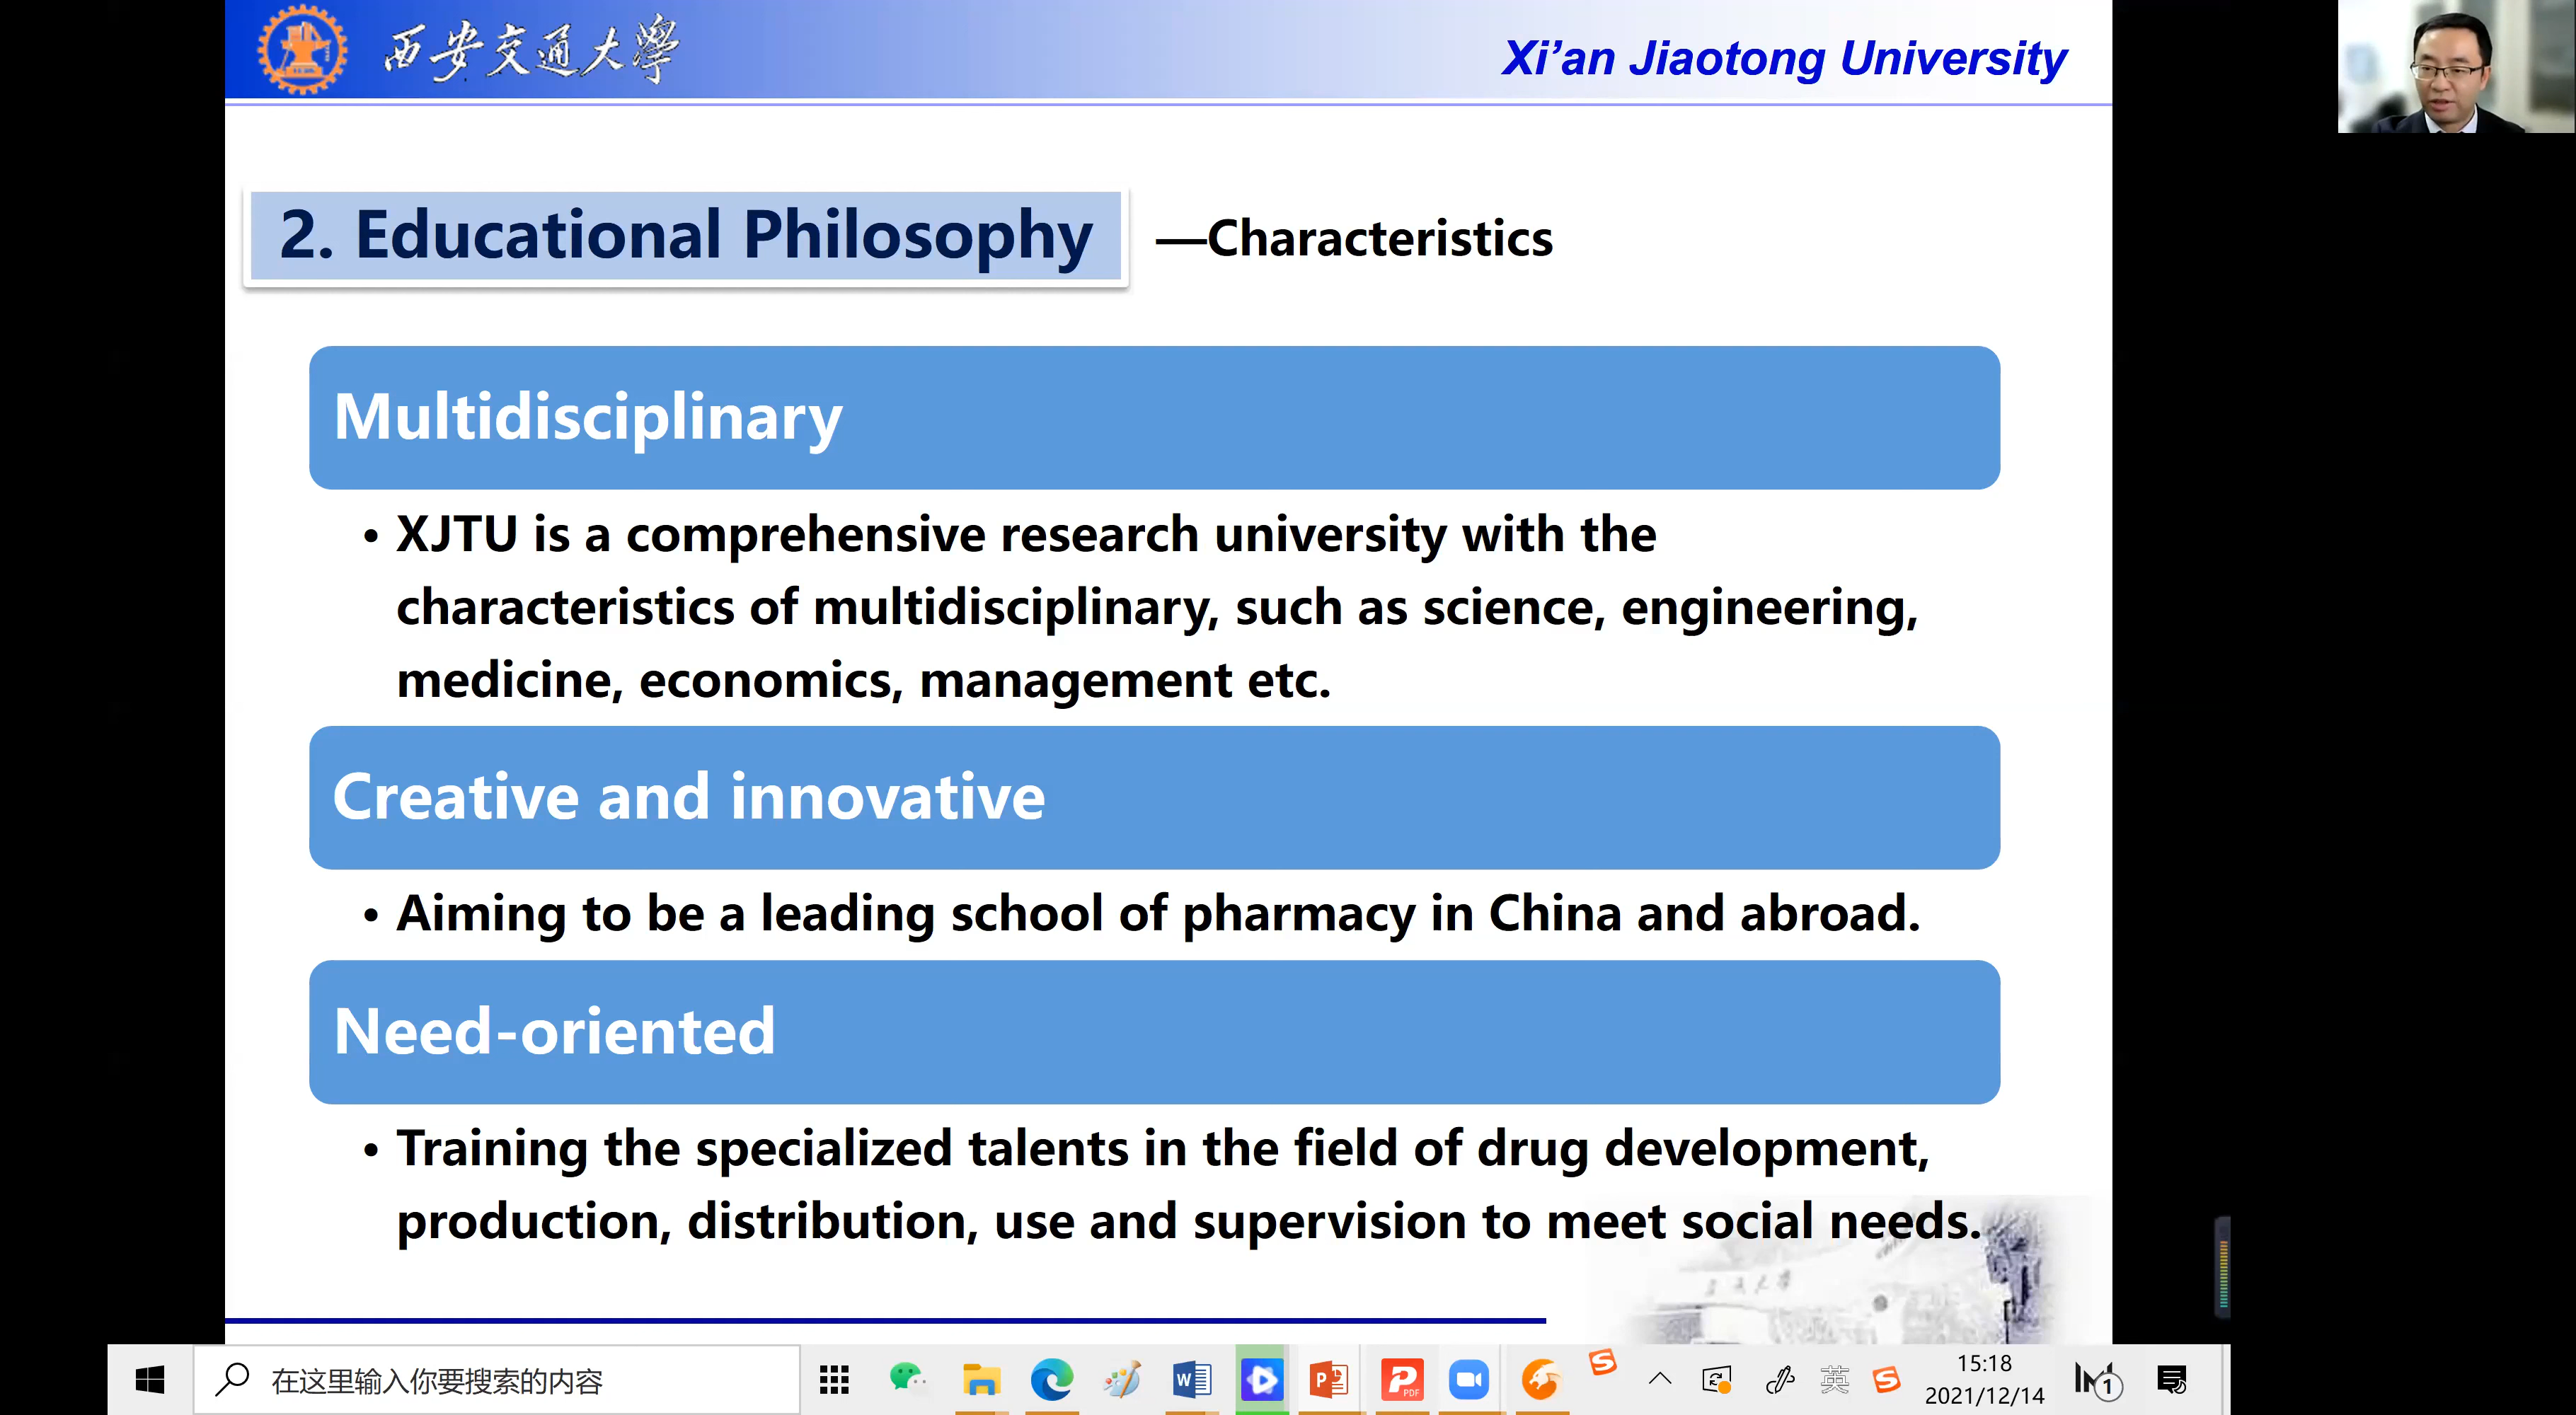 西安交通大學
Xi’an Jiaotong University
2. Educational Philosophy
—Characteristics
Multidisciplinary
• XJTU is a comprehensive research university with the
characteristics of multidisciplinary, such as science, engineering,
medicine, economics, management etc.
Creative and innovative
• Aiming to be a leading school of pharmacy in China and abroad.
Need-oriented
• Training the specialized talents in the field of drug development,
production, distribution, use and supervision to meet social needs.
在这里输入你要搜索的内容
英
15:18
2021/12/14
1